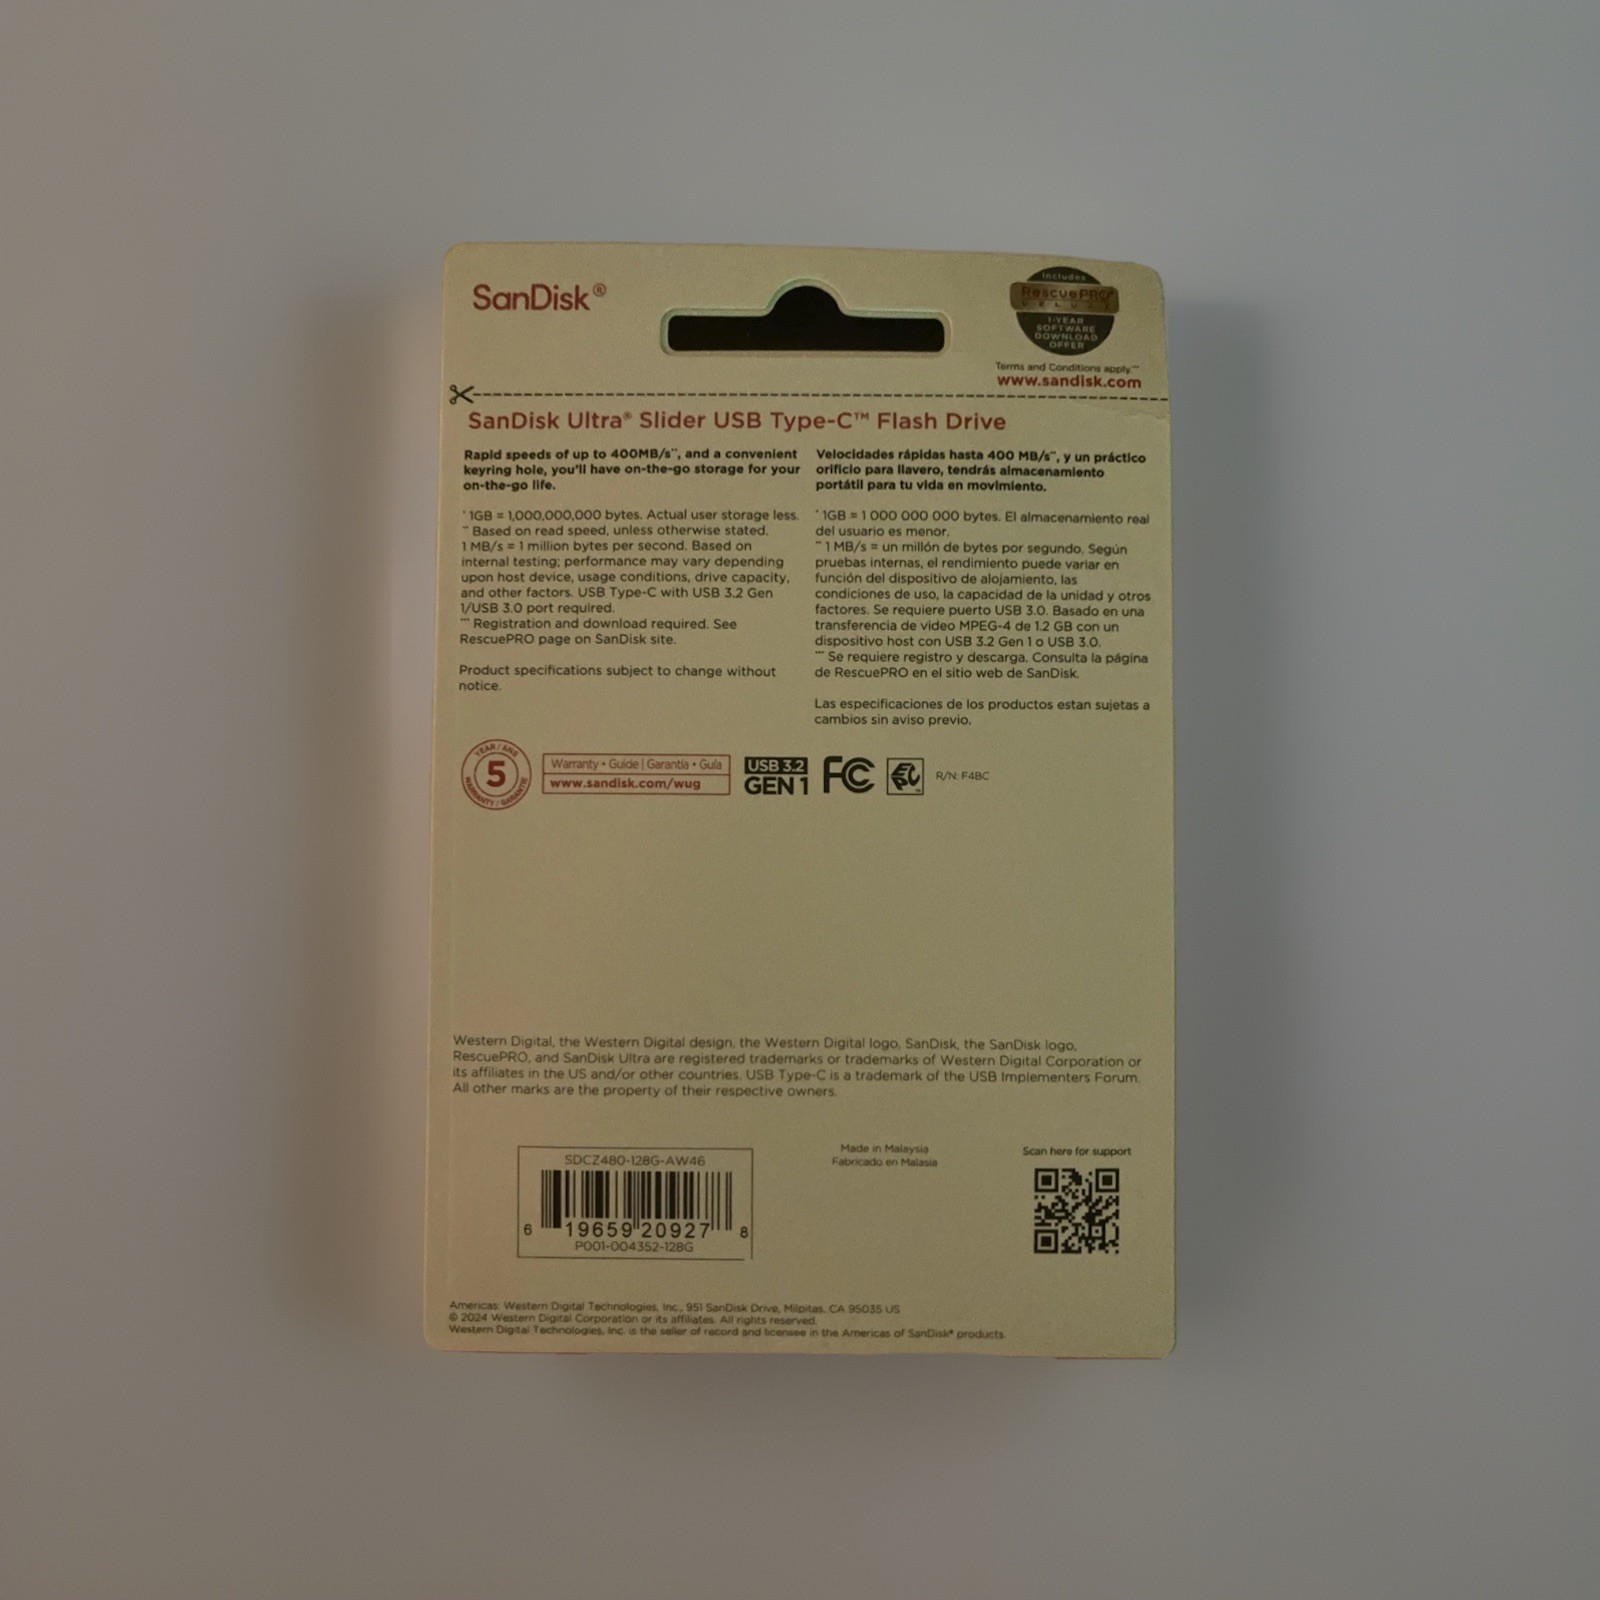 SanDisk®
Includes
RescuePRO®
DELUXE
1-YEAR
SOFTWARE
DOWNLOAD
OFFER
Terms and Conditions apply***
www.sandisk.com
SanDisk Ultra® Slider USB Type-C™ Flash Drive
Rapid speeds of up to 400MB/s**, and a convenient
keyring hole, you'll have on-the-go storage for your
on-the-go life.
* 1GB = 1,000,000,000 bytes. Actual user storage less.
** Based on read speed, unless otherwise stated.
1 MB/s = 1 million bytes per second. Based on
internal testing; performance may vary depending
upon host device, usage conditions, drive capacity,
and other factors. USB Type-C with USB 3.2 Gen
1/USB 3.0 port required.
*** Registration and download required. See
RescuePRO page on SanDisk site.
Product specifications subject to change without
notice.
Velocidades rápidas hasta 400 MB/s**, y un práctico
orificio para llavero, tendrás almacenamiento
portátil para tu vida en movimiento.
* 1GB = 1 000 000 000 bytes. El almacenamiento real
del usuario es menor.
** 1 MB/s = un millón de bytes por segundo. Según
pruebas internas, el rendimiento puede variar en
función del dispositivo de alojamiento, las
condiciones de uso, la capacidad de la unidad y otros
factores. Se requiere puerto USB 3.0. Basado en una
transferencia de video MPEG-4 de 1.2 GB con un
dispositivo host con USB 3.2 Gen 1 o USB 3.0.
*** Se requiere registro y descarga. Consulta la página
de RescuePRO en el sitio web de SanDisk.
Las especificaciones de los productos estan sujetas a
cambios sin aviso previo.
YEAR / ANS
5
WARRANTY / GARANTIE
Warranty • Guide | Garantía • Guía
www.sandisk.com/wug
USB 3.2
GEN 1
FC
R/N: F4BC
Western Digital, the Western Digital design, the Western Digital logo, SanDisk, the SanDisk logo,
RescuePRO, and SanDisk Ultra are registered trademarks or trademarks of Western Digital Corporation or
its affiliates in the US and/or other countries. USB Type-C is a trademark of the USB Implementers Forum.
All other marks are the property of their respective owners.
SDCZ480-128G-AW46
6 19659 20927 8
P001-004352-128G
Made in Malaysia
Fabricado en Malasia
Scan here for support
Americas: Western Digital Technologies, Inc., 951 SanDisk Drive, Milpitas, CA 95035 US
© 2024 Western Digital Corporation or its affiliates. All rights reserved.
Western Digital Technologies, Inc. is the seller of record and licensee in the Americas of SanDisk® products.